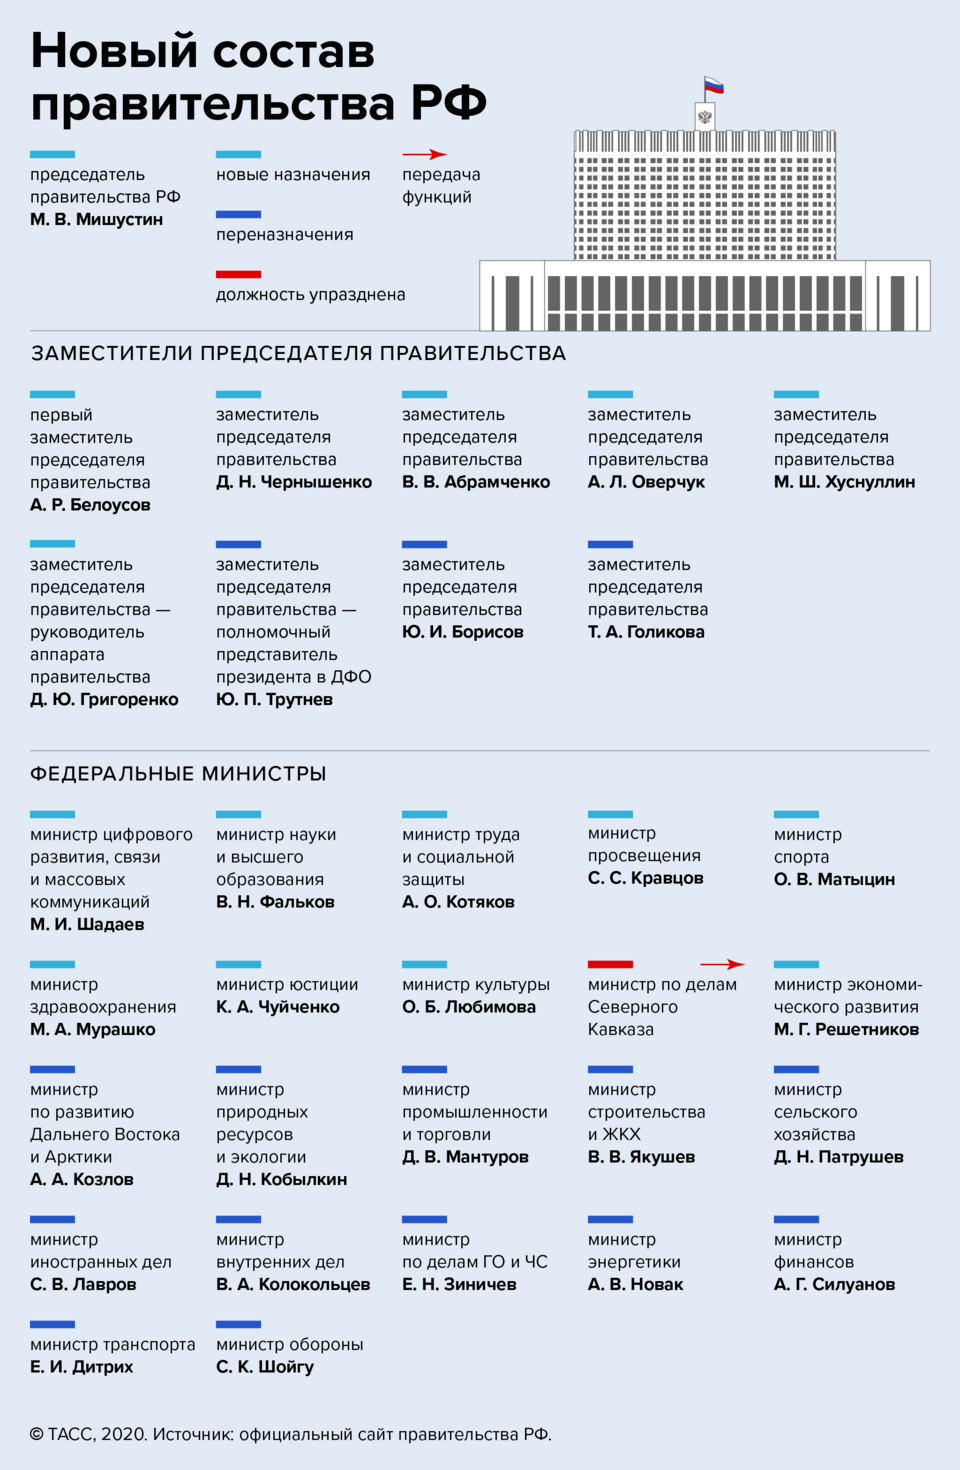 Новый состав
правительства РФ
председатель
правительства РФ
М. В. Мишустин
новые назначения
переназначения
должность упразднена
передача
функций
ЗАМЕСТИТЕЛИ ПРЕДСЕДАТЕЛЯ ПРАВИТЕЛЬСТВА
первый
заместитель
председателя
правительства
А. Р. Белоусов
заместитель
председателя
правительства
Д. Н. Чернышенко
заместитель
председателя
правительства
В. В. Абрамченко
заместитель
председателя
правительства
А. Л. Оверчук
заместитель
председателя
правительства
М. Ш. Хуснуллин
заместитель
председателя
правительства —
руководитель
аппарата
правительства
Д. Ю. Григоренко
заместитель
председателя
правительства —
полномочный
представитель
президента в ДФО
Ю. П. Трутнев
заместитель
председателя
правительства
Ю. И. Борисов
заместитель
председателя
правительства
Т. А. Голикова
ФЕДЕРАЛЬНЫЕ МИНИСТРЫ
министр цифрового
развития, связи
и массовых
коммуникаций
М. И. Шадаев
министр науки
и высшего
образования
В. Н. Фальков
министр труда
и социальной
защиты
А. О. Котяков
министр
просвещения
С. С. Кравцов
министр
спорта
О. В. Матыцин
министр
здравоохранения
М. А. Мурашко
министр юстиции
К. А. Чуйченко
министр культуры
О. Б. Любимова
министр по делам
Северного
Кавказа
министр экономи-
ческого развития
М. Г. Решетников
министр
по развитию
Дальнего Востока
и Арктики
А. А. Козлов
министр
природных
ресурсов
и экологии
Д. Н. Кобылкин
министр
промышленности
и торговли
Д. В. Мантуров
министр
строительства
и ЖКХ
В. В. Якушев
министр
сельского
хозяйства
Д. Н. Патрушев
министр
иностранных дел
С. В. Лавров
министр
внутренних дел
В. А. Колокольцев
министр
по делам ГО и ЧС
Е. Н. Зиничев
министр
энергетики
А. В. Новак
министр
финансов
А. Г. Силуанов
министр транспорта
Е. И. Дитрих
министр обороны
С. К. Шойгу
© ТАСС, 2020. Источник: официальный сайт правительства РФ.